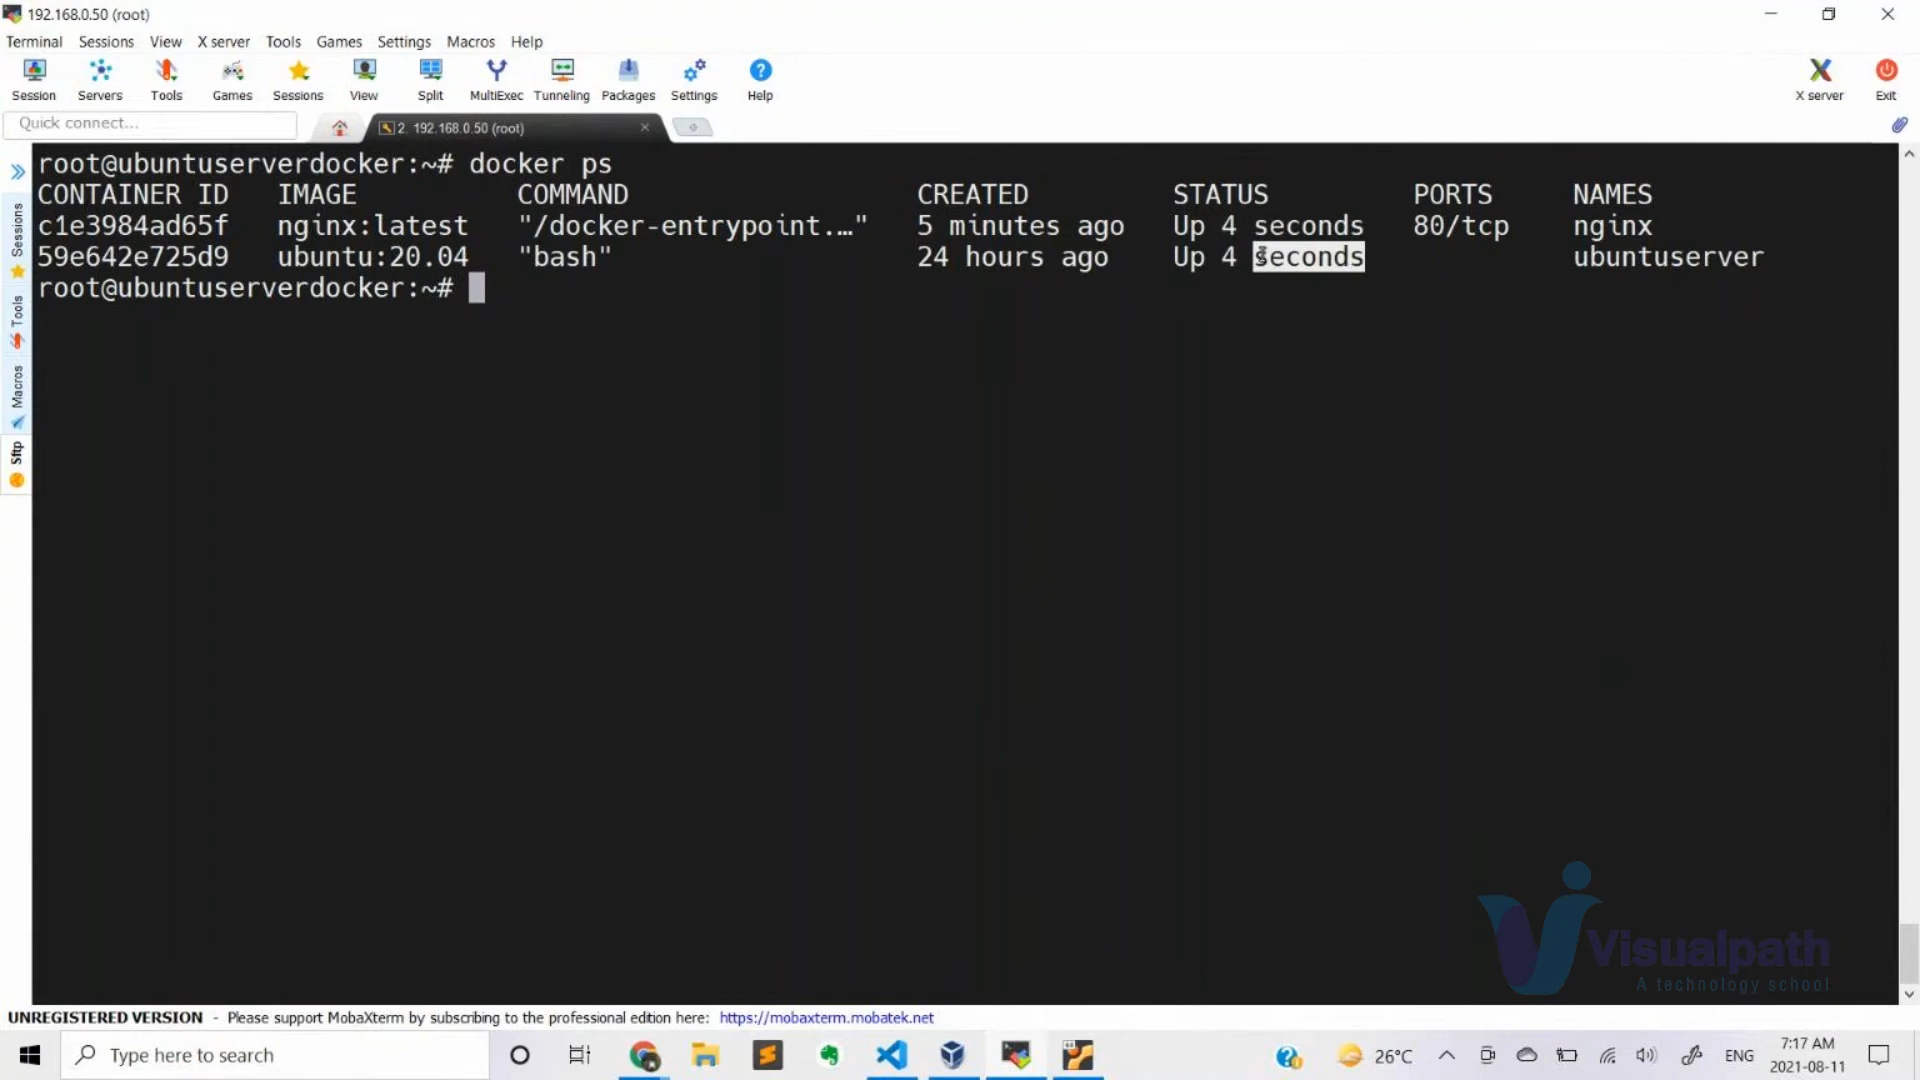 192.168.0.50 (root)
Terminal Sessions View X server Tools Games Settings Macros Help
Session Servers Tools Games Sessions View Split MultiExec Tunneling Packages Settings Help X server Exit
Quick connect...
2. 192.168.0.50 (root)
Sessions
Tools
Macros
Sftp
root@ubuntuserverdocker:~# docker ps
CONTAINER ID IMAGE COMMAND CREATED STATUS PORTS NAMES
c1e3984ad65f nginx:latest "/docker-entrypoint.…" 5 minutes ago Up 4 seconds 80/tcp nginx
59e642e725d9 ubuntu:20.04 "bash" 24 hours ago Up 4 seconds ubuntuserver
root@ubuntuserverdocker:~#
Visualpath
A technology school
UNREGISTERED VERSION - Please support MobaXterm by subscribing to the professional edition here: https://mobaxterm.mobatek.net
Type here to search
26°C
ENG
7:17 AM
2021-08-11